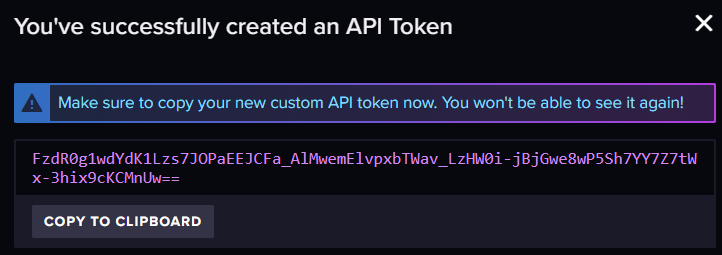 You've successfully created an API Token
Make sure to copy your new custom API token now. You won't be able to see it again!
FzdR0g1wdYdK1Lzs7JOPaEEJCFa_AlMwemElvpxbTWav_LzHW0i-jBjGwe8wP5Sh7YY7Z7tW
x-3hix9cKCMnUw==
COPY TO CLIPBOARD